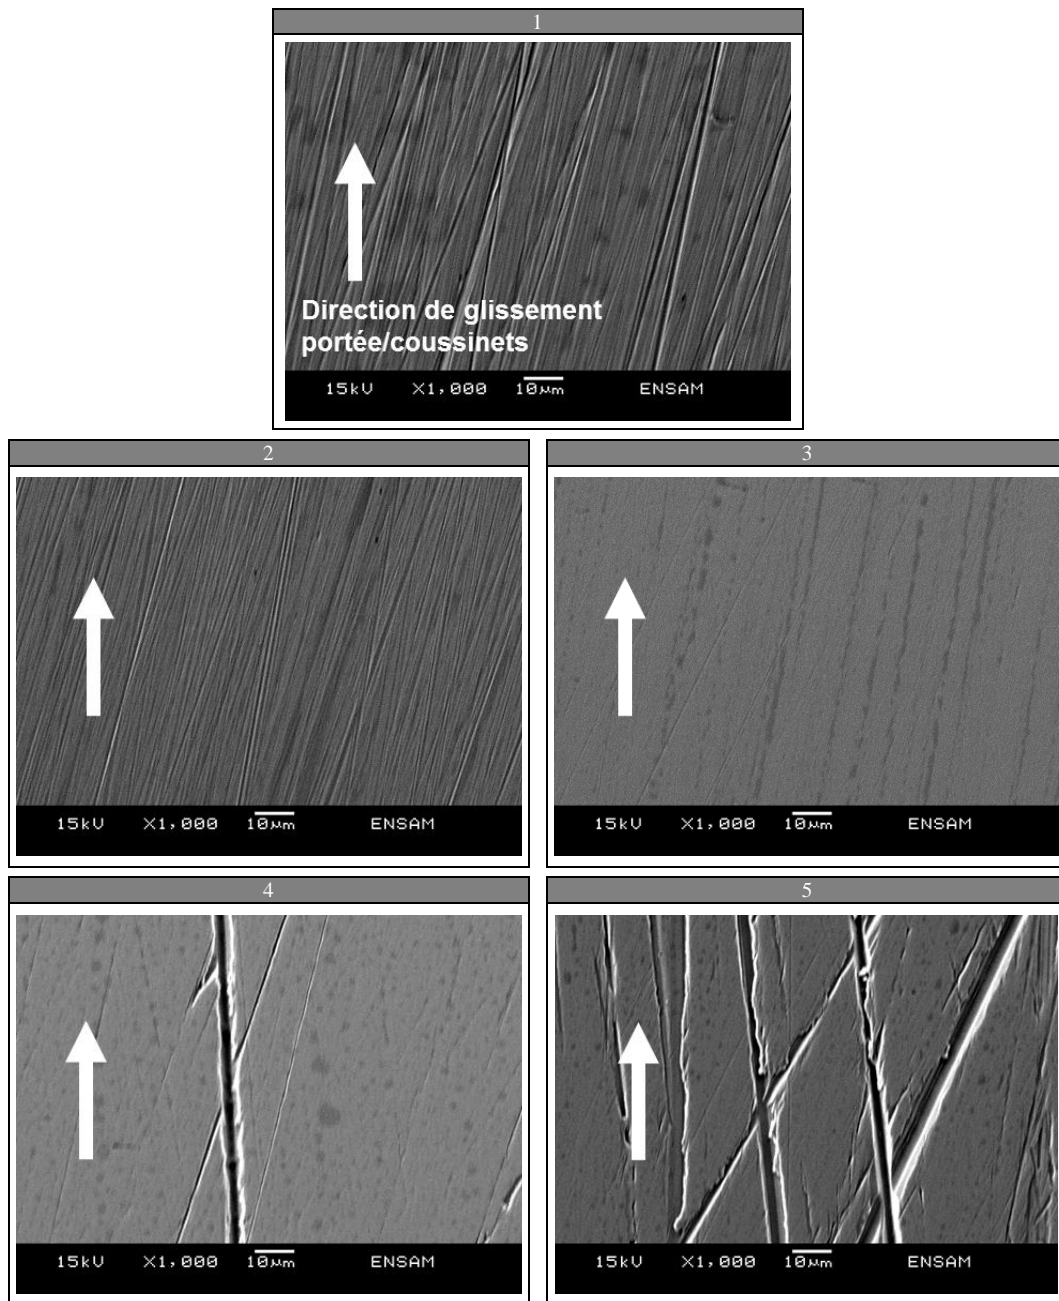 1
Direction de glissement
portée/coussinets
15kV X1,000 10µm ENSAM
2
3
15kV X1,000 10µm ENSAM
15kV X1,000 10µm ENSAM
4
5
15kV X1,000 10µm ENSAM
15kV X1,000 10µm ENSAM